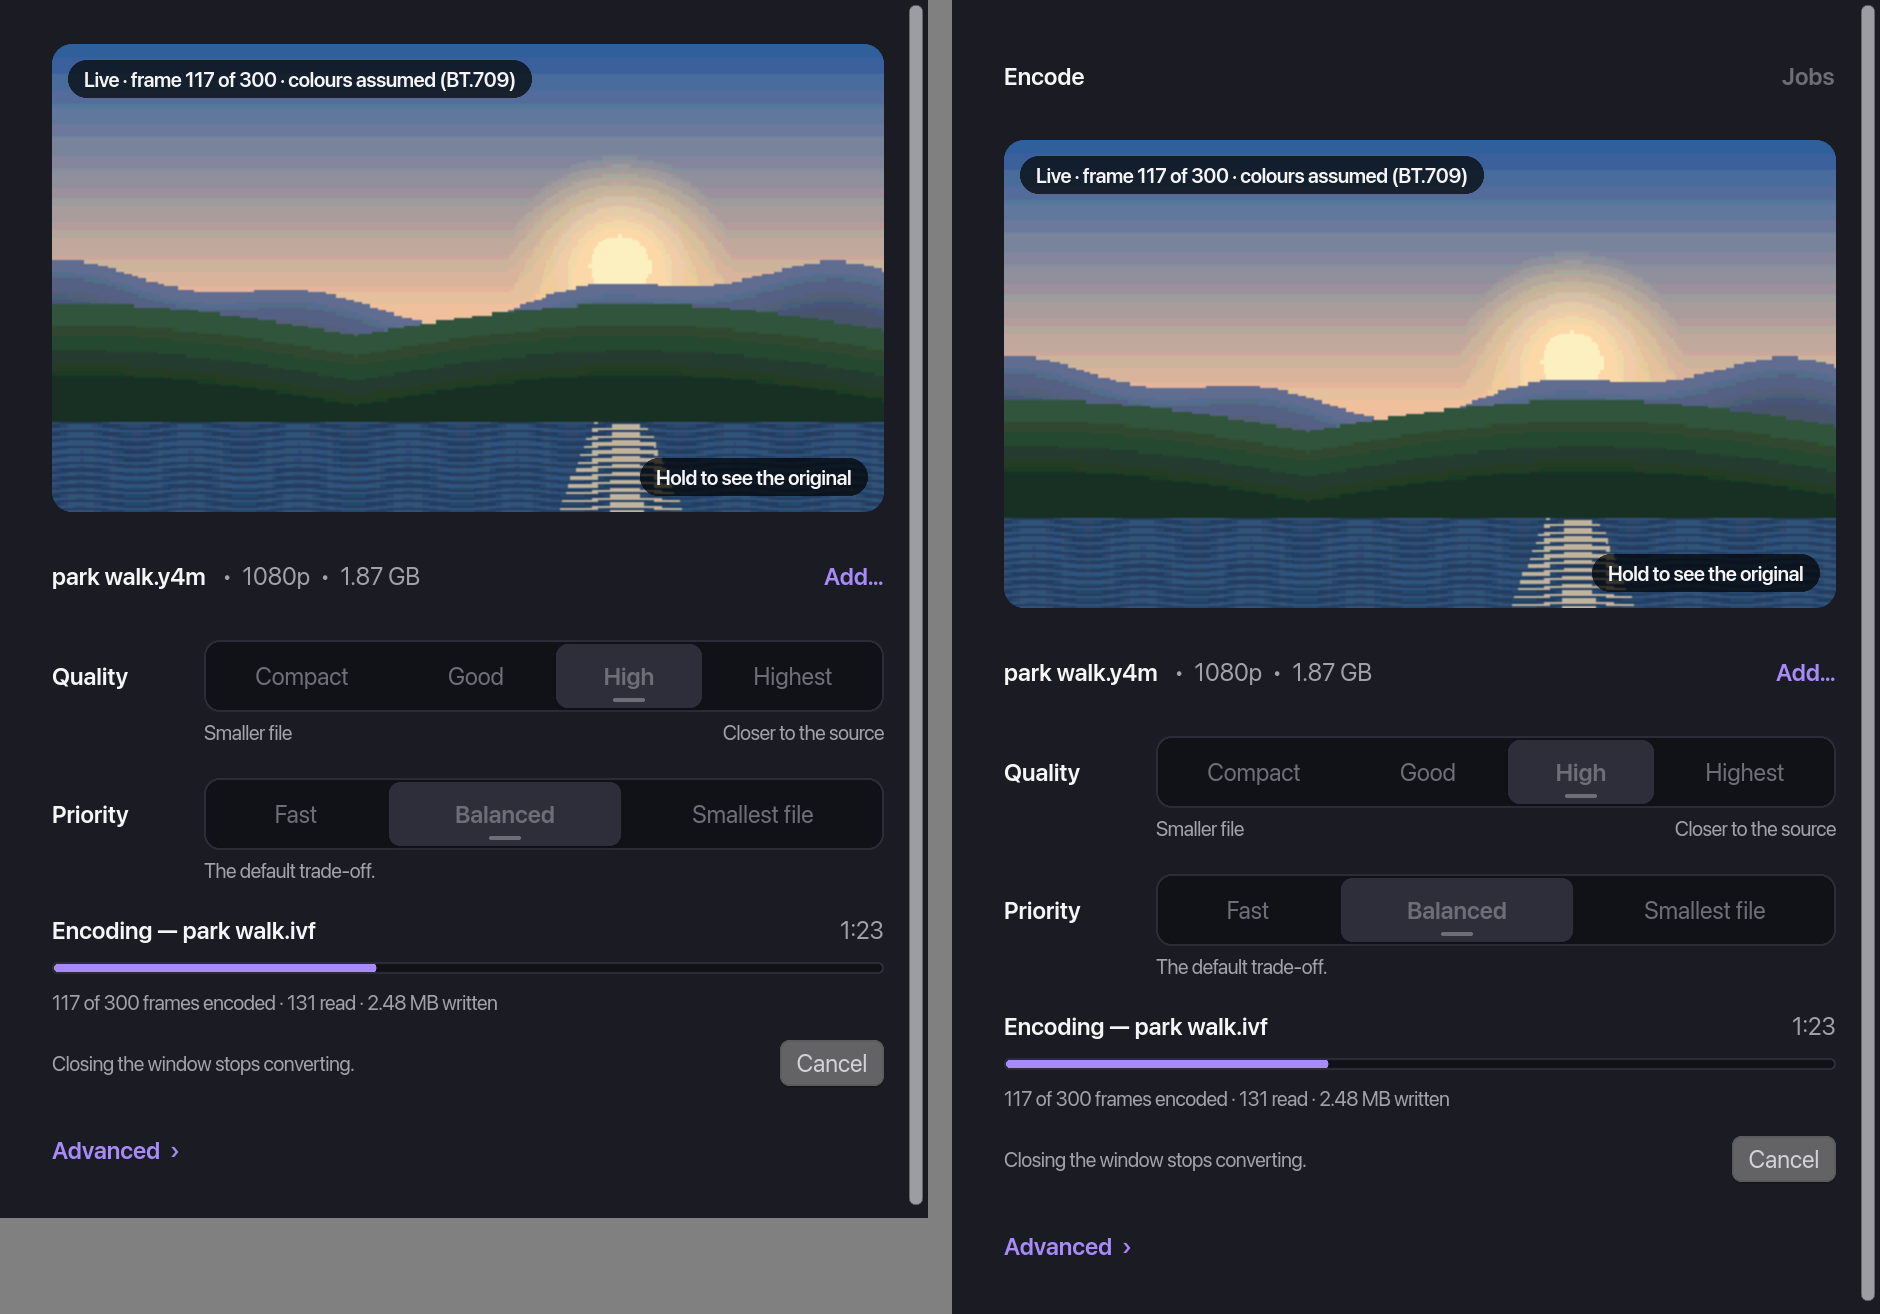 Live · frame 117 of 300 · colours assumed (BT.709)
Hold to see the original
park walk.y4m • 1080p • 1.87 GB Add…
Quality Compact Good High Highest
Smaller file Closer to the source
Priority Fast Balanced Smallest file
The default trade-off.
Encoding — park walk.ivf 1:23
117 of 300 frames encoded · 131 read · 2.48 MB written
Closing the window stops converting. Cancel
Advanced ›
Encode Jobs
Live · frame 117 of 300 · colours assumed (BT.709)
Hold to see the original
park walk.y4m • 1080p • 1.87 GB Add…
Quality Compact Good High Highest
Smaller file Closer to the source
Priority Fast Balanced Smallest file
The default trade-off.
Encoding — park walk.ivf 1:23
117 of 300 frames encoded · 131 read · 2.48 MB written
Closing the window stops converting. Cancel
Advanced ›